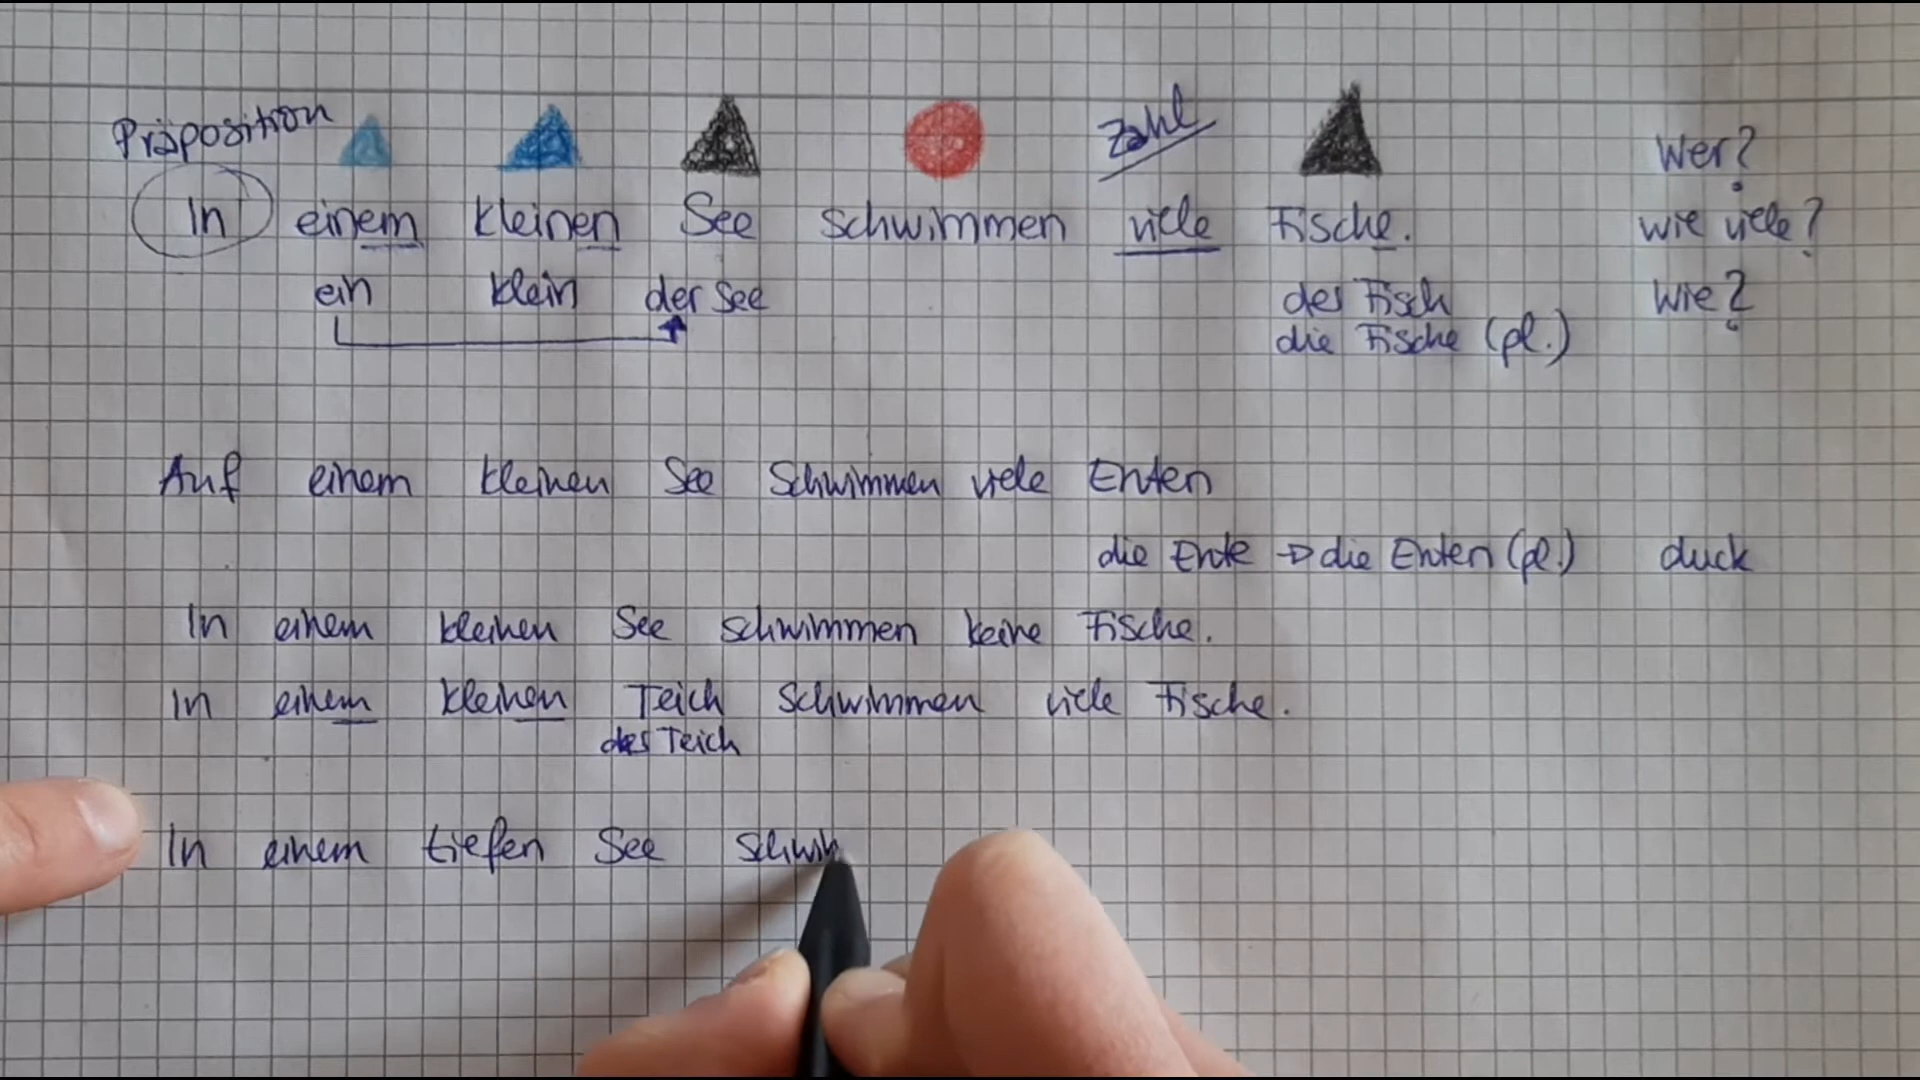 Präposition Zahl
Wer?
In einem kleinen See schwimmen viele Fische. wie viele?
ein klein der See der Fisch Wie?
die Fische (pl.)
Auf einem kleinen See schwimmen viele Enten
die Ente → die Enten (pl.) duck
In einem kleinen See schwimmen keine Fische.
In einem kleinen Teich schwimmen viele Fische.
der Teich
In einem tiefen See schwim